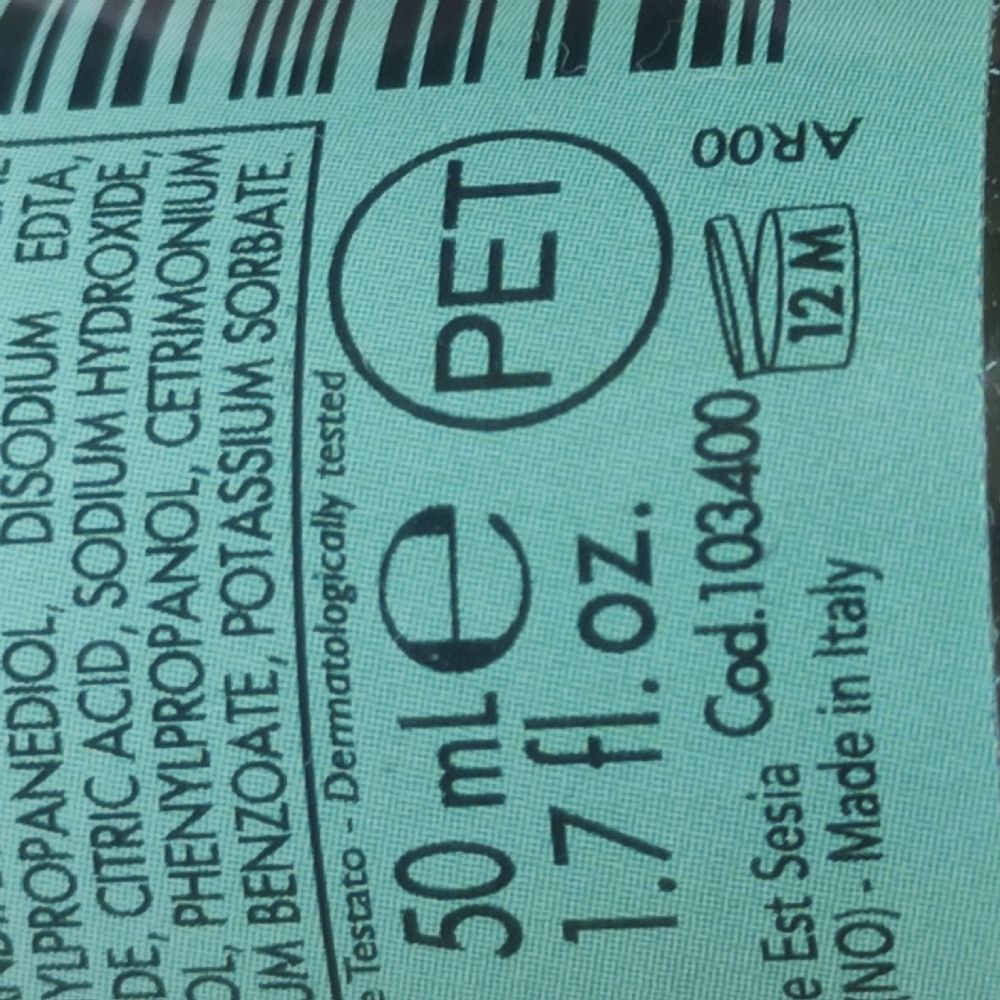 YLPROPANEDIOL, DISODIUM EDTA,
DE, CITRIC ACID, SODIUM HYDROXIDE,
OL, PHENYLPROPANOL, CETRIMONIUM
UM BENZOATE, POTASSIUM SORBATE.
e Testato - Dermatologically tested
50 mL e
1.7 fl. oz.
PET
Cod.103400
12 M
AR00
e Est Sesia
(NO) - Made in Italy